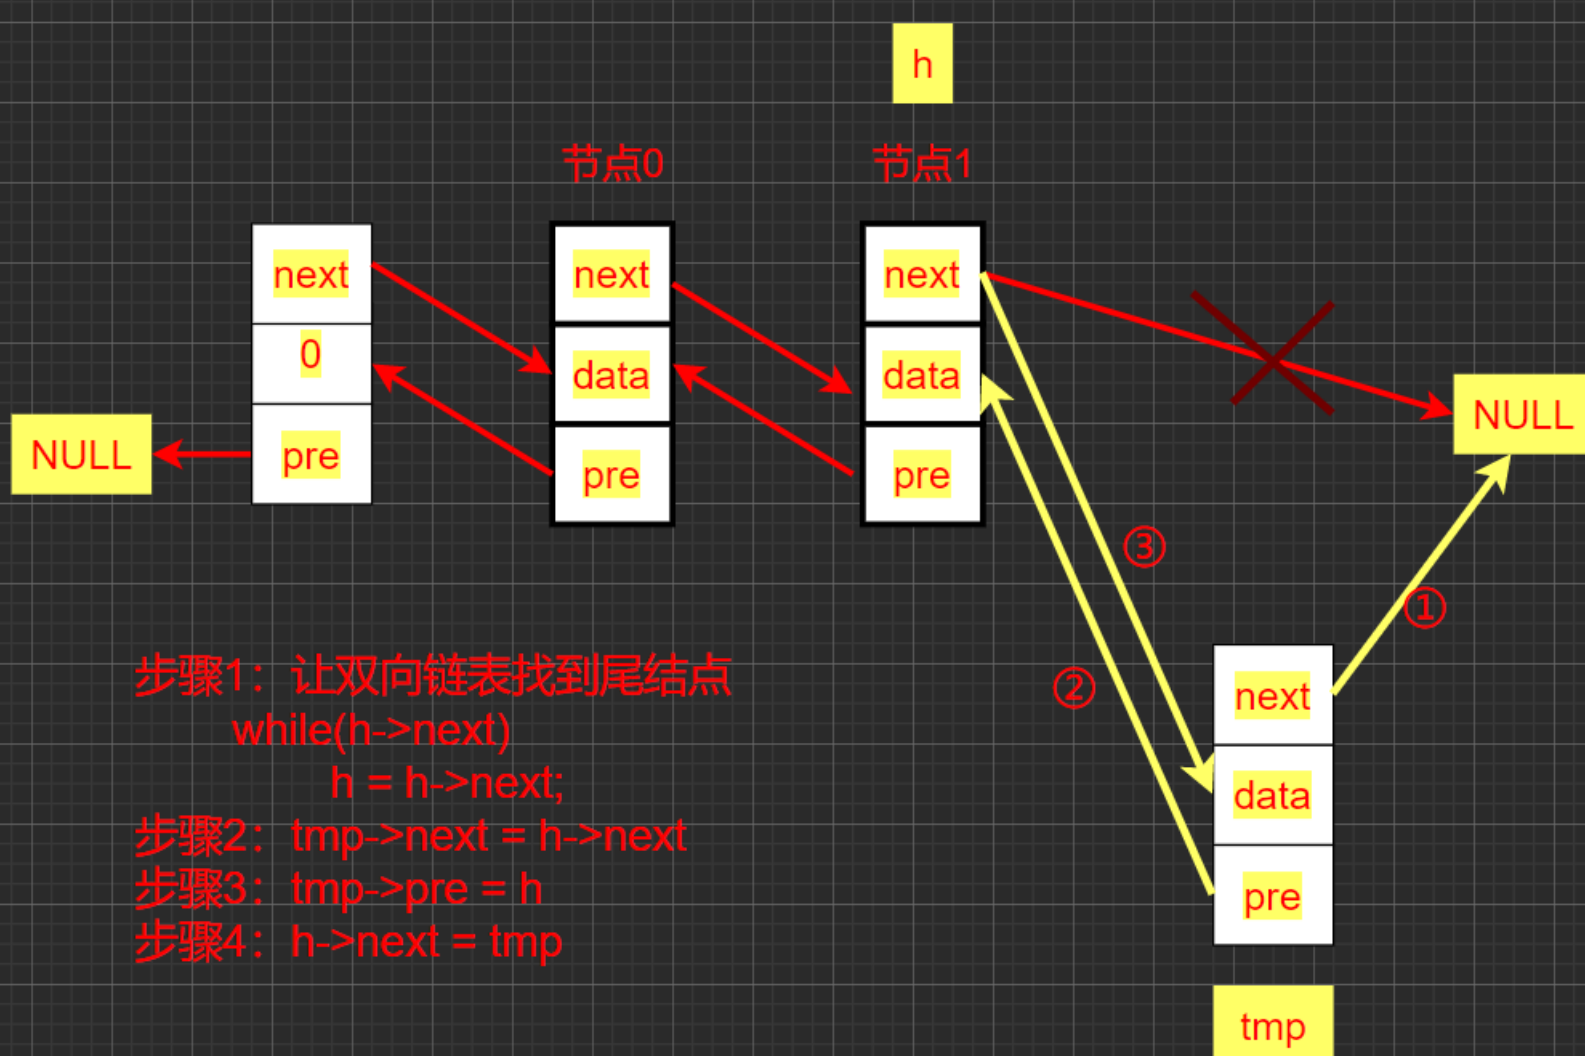 h
节点0
节点1
next
0
pre
next
data
pre
next
data
pre
NULL
NULL
③
①
②
next
data
pre
tmp
步骤1：让双向链表找到尾结点
while(h->next)
h = h->next;
步骤2：tmp->next = h->next
步骤3：tmp->pre = h
步骤4：h->next = tmp